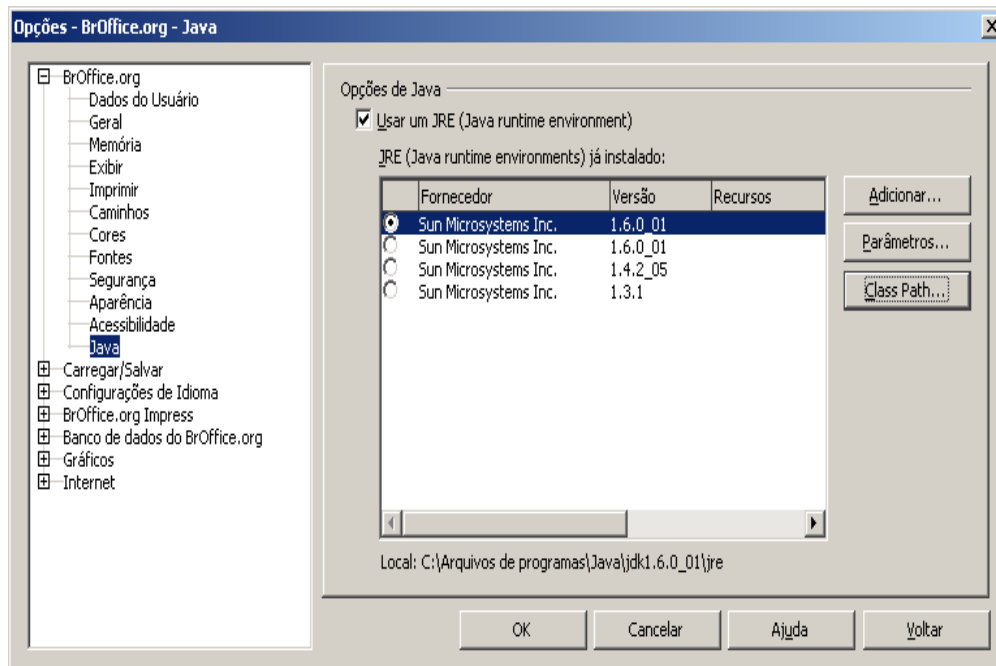 Opções - BrOffice.org - Java
BrOffice.org
Dados do Usuário
Geral
Memória
Exibir
Imprimir
Caminhos
Cores
Fontes
Segurança
Aparência
Acessibilidade
Java
Carregar/Salvar
Configurações de Idioma
BrOffice.org Impress
Banco de dados do BrOffice.org
Gráficos
Internet
Opções de Java
Usar um JRE (Java runtime environment)
JRE (Java runtime environments) já instalado:
Fornecedor Versão Recursos
Sun Microsystems Inc. 1.6.0_01
Sun Microsystems Inc. 1.6.0_01
Sun Microsystems Inc. 1.4.2_05
Sun Microsystems Inc. 1.3.1
Adicionar...
Parâmetros...
Class Path...
Local: C:\Arquivos de programas\Java\jdk1.6.0_01\jre
OK Cancelar Ajuda Voltar